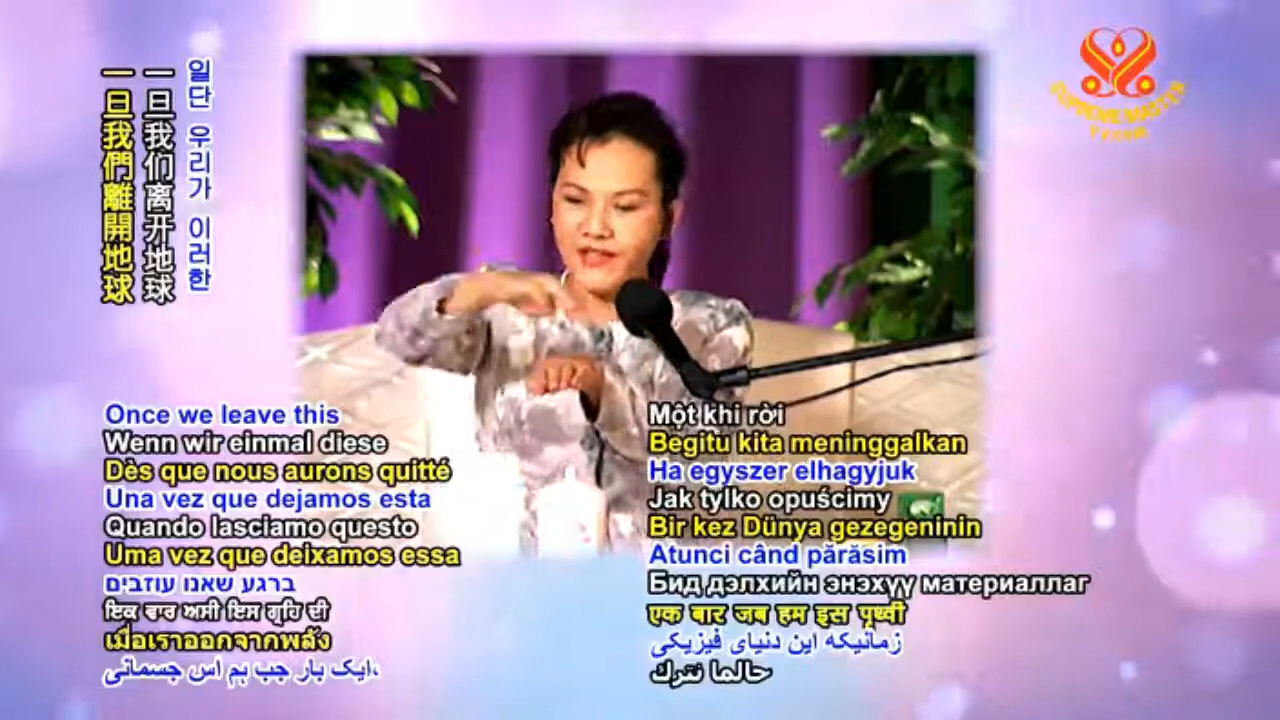 일단 우리가 이러한
一旦我们离开地球
一旦我們離開地球
SUPREME MASTER
Once we leave this
Wenn wir einmal diese
Dès que nous aurons quitté
Una vez que dejamos esta
Quando lasciamo questo
Uma vez que deixamos essa
ברגע שאנו עוזבים
ਇਕ ਵਾਰ ਅਸੀ ਇਸ ਗ੍ਰਹਿ ਦੀ
เมื่อเราออกจากพลัง
ایک بار جب ہم اس جسمانی،
Một khi rời
Begitu kita meninggalkan
Ha egyszer elhagyjuk
Jak tylko opuścimy
Bir kez Dünya gezegeninin
Atunci când părăsim
Бид дэлхийн энэхүү материаллаг
एक बार जब हम इस पृथ्वी
زمانیکه این دنیای فیزیکی
حالما نترك